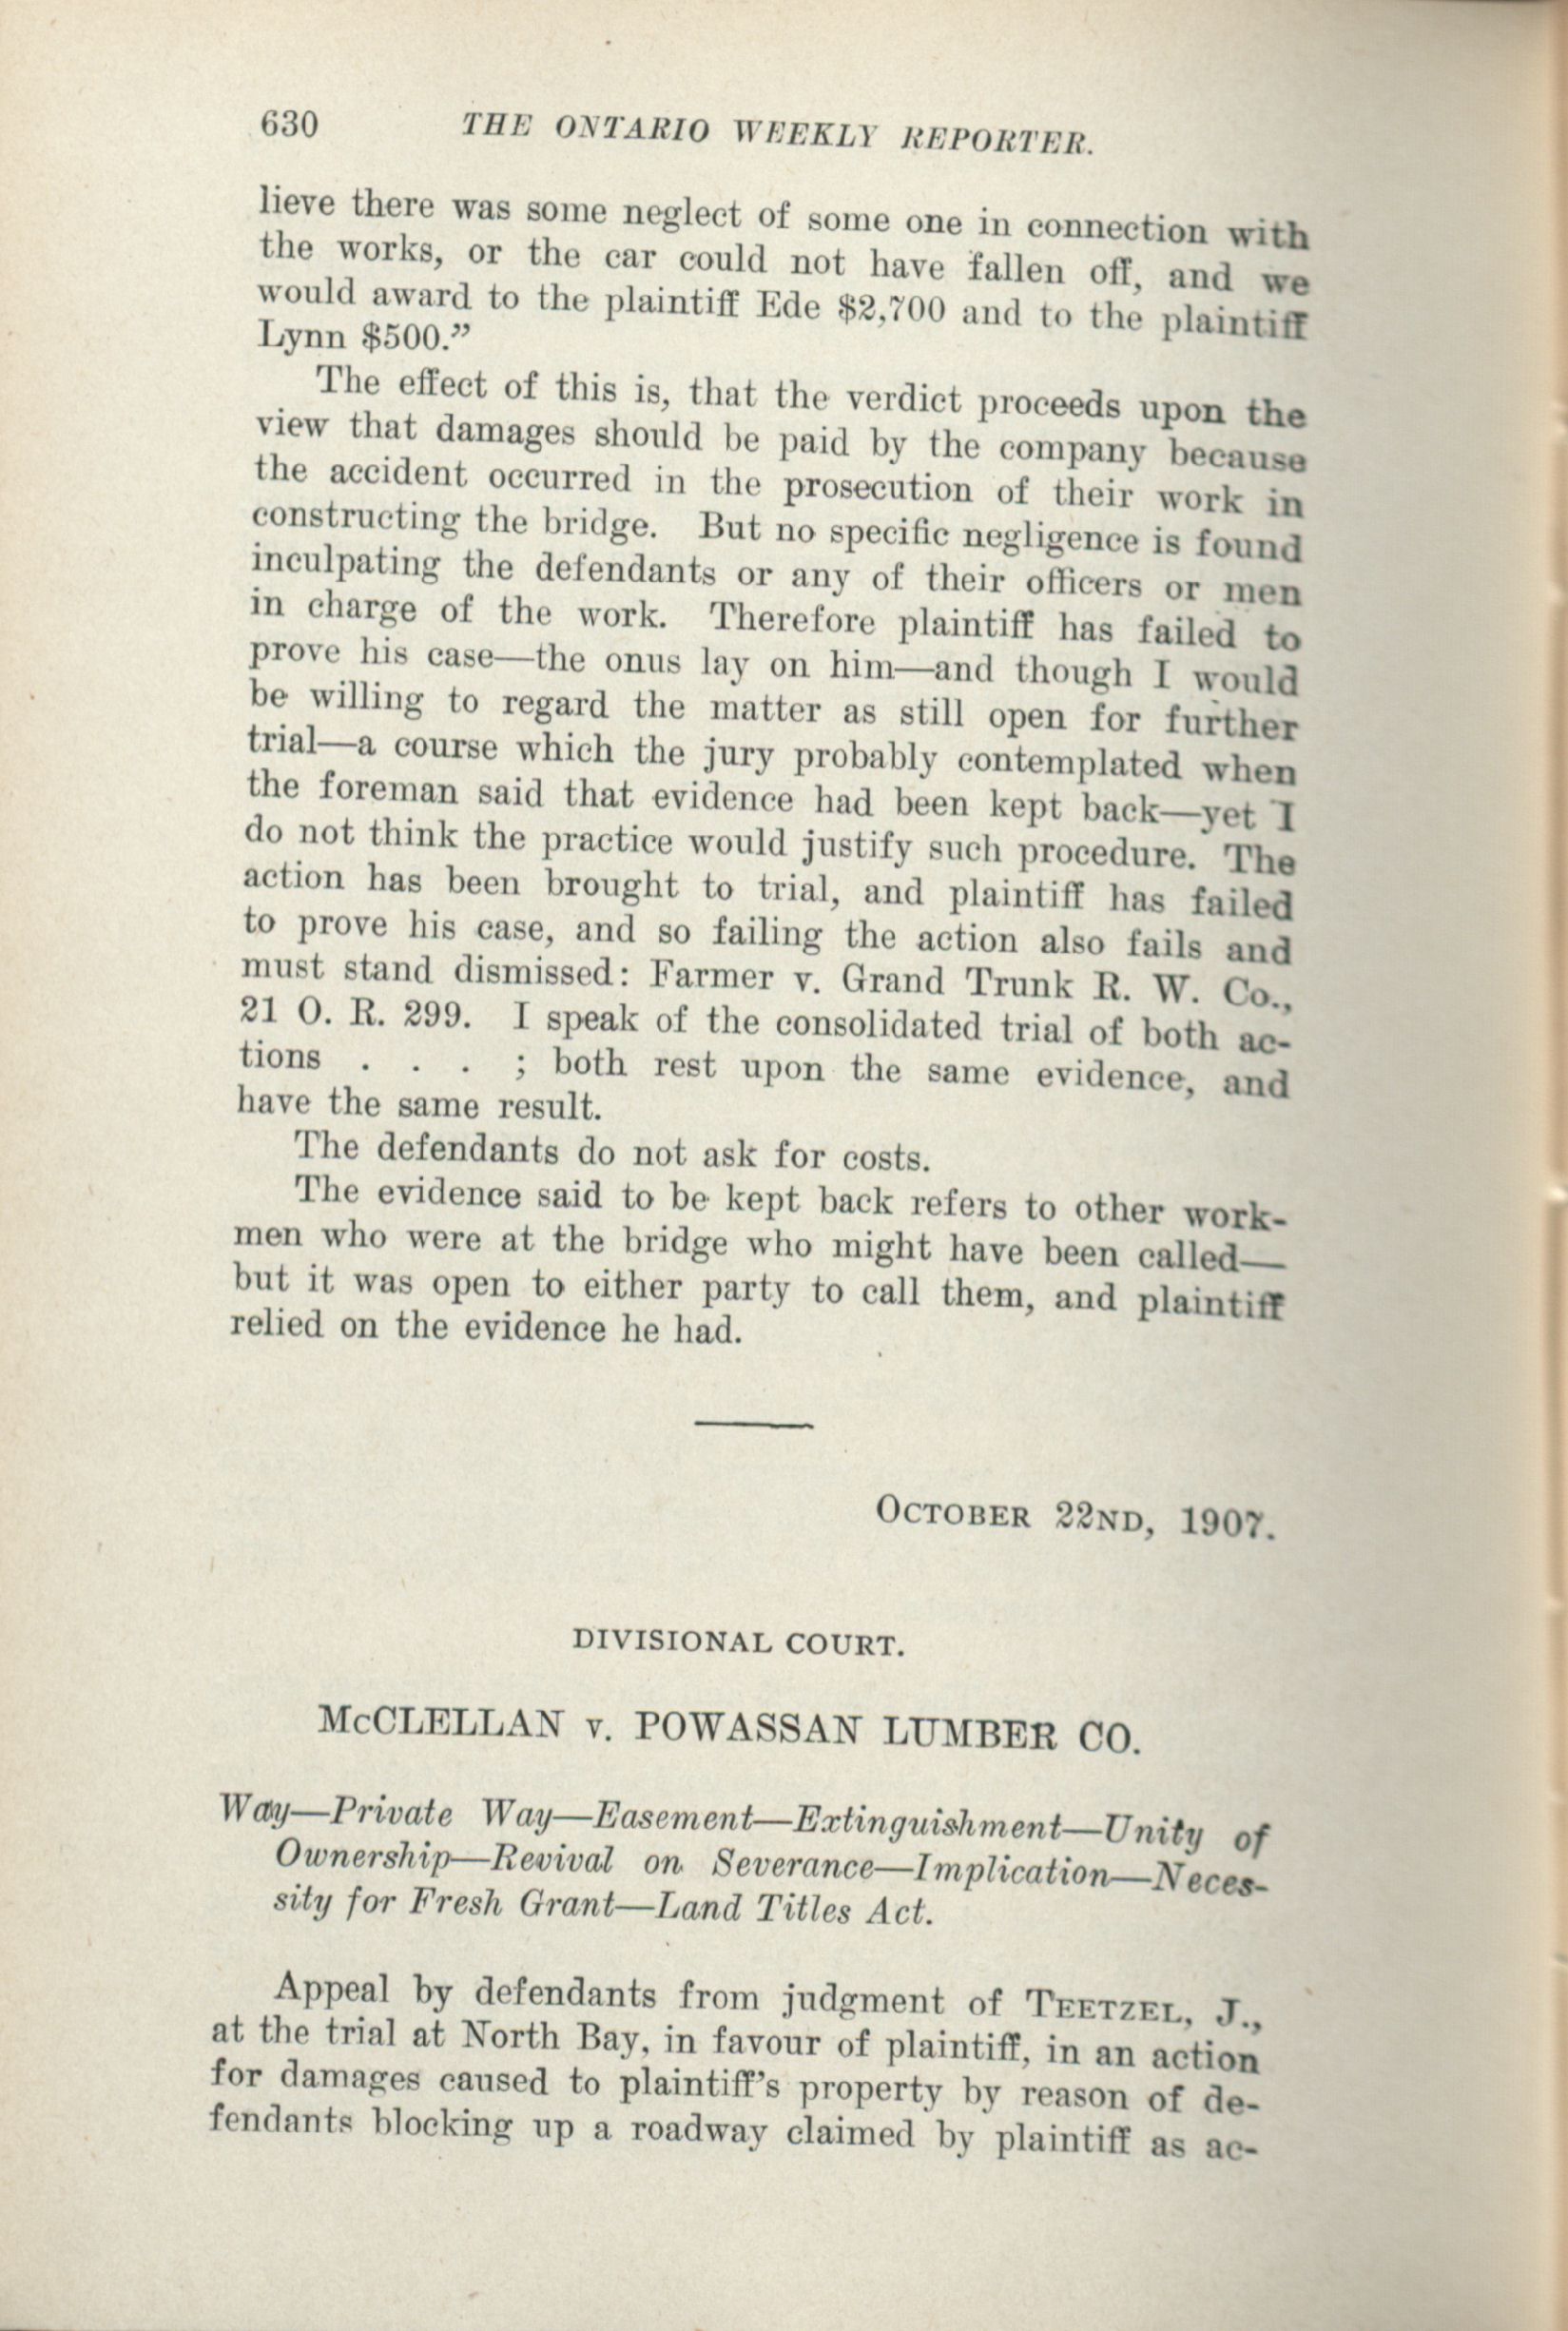 630 THE ONTARIO WEEKLY REPORTER.
lieve there was some neglect of some one in connection with
the works, or the car could not have fallen off, and we
would award to the plaintiff Ede $2,700 and to the plaintiff
Lynn $500.”
The effect of this is, that the verdict proceeds upon the
view that damages should be paid by the company because
the accident occurred in the prosecution of their work in
constructing the bridge. But no specific negligence is found
inculpating the defendants or any of their officers or men
in charge of the work. Therefore plaintiff has failed to
prove his case—the onus lay on him—and though I would
be willing to regard the matter as still open for further
trial—a course which the jury probably contemplated when
the foreman said that evidence had been kept back—yet I
do not think the practice would justify such procedure. The
action has been brought to trial, and plaintiff has failed
to prove his case, and so failing the action also fails and
must stand dismissed: Farmer v. Grand Trunk R. W. Co.,
21 O. R. 299. I speak of the consolidated trial of both ac-
tions . . . ; both rest upon the same evidence, and
have the same result.
The defendants do not ask for costs.
The evidence said to be kept back refers to other work-
men who were at the bridge who might have been called—
but it was open to either party to call them, and plaintiff
relied on the evidence he had.
October 22nd, 1907.
DIVISIONAL COURT.
McCLELLAN v. POWASSAN LUMBER CO.
Way—Private Way—Easement—Extinguishment—Unity of
Ownership—Revival on Severance—Implication—Neces-
sity for Fresh Grant—Land Titles Act.
Appeal by defendants from judgment of Teetzel, J.,
at the trial at North Bay, in favour of plaintiff, in an action
for damages caused to plaintiff's property by reason of de-
fendants blocking up a roadway claimed by plaintiff as ac-